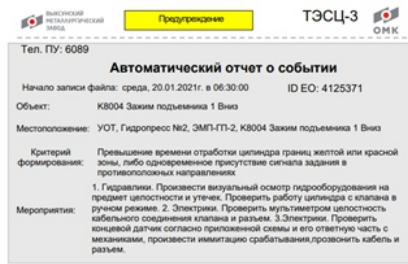 ВЫКСУНСКИЙ
МЕТАЛЛУРГИЧЕСКИЙ
ЗАВОД
Предупреждение
ТЭСЦ-3
ОМК
Тел. ПУ: 6089
Автоматический отчет о событии
Начало записи файла: среда, 20.01.2021г. в 06:30:00 ID EO: 4125371
Объект: К8004 Зажим подъемника 1 Вниз
Местоположение: УОТ, Гидропресс №2, ЭМП-ГП-2, К8004 Зажим подъемника 1 Вниз
Критерий формирования:
Превышение времени отработки цилиндра границ желтой или красной
зоны, либо одновременное присутствие сигнала задания в
противоположных направлениях
Мероприятия:
1. Гидравлики. Произвести визуальный осмотр гидрооборудования на
предмет целостности и утечек. Проверить работу цилиндра с клапана в
ручном режиме. 2. Электрики. Проверить мультиметром целостность
кабельного соединения клапана и разъем. 3.Электрики. Проверить
концевой датчик согласно приложенной схемы и его ответную часть с
механиками, произвести иммитацию срабатывания,прозвонить кабель и
разъем.